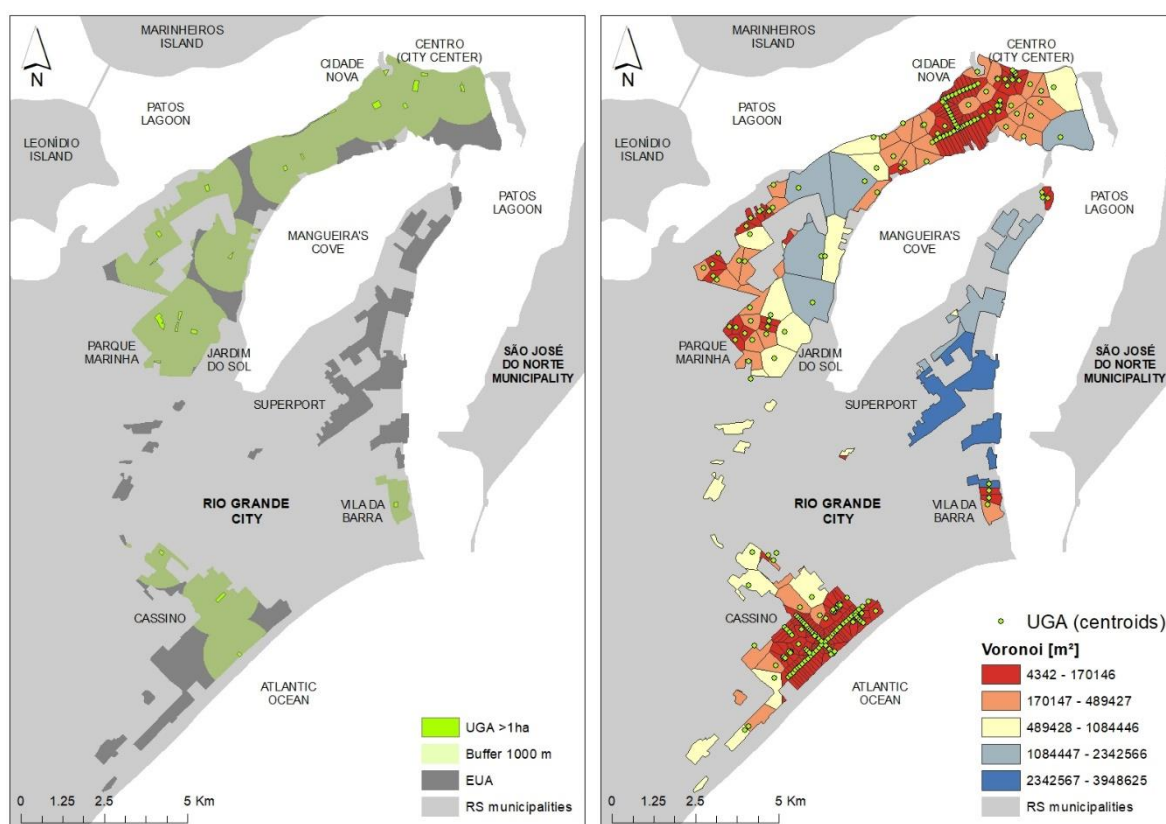 MARINHEIROS
ISLAND
CENTRO
(CITY CENTER)
CIDADE
NOVA
N
PATOS
LAGOON
LEONÍDIO
ISLAND
PATOS
LAGOON
MANGUEIRA'S
COVE
PARQUE
MARINHA
JARDIM
DO SOL
SÃO JOSÉ
DO NORTE
MUNICIPALITY
SUPERPORT
RIO GRANDE
CITY
VILA DA
BARRA
CASSINO
ATLANTIC
OCEAN
UGA >1ha
Buffer 1000 m
EUA
RS municipalities
0 1.25 2.5 5 Km
MARINHEIROS
ISLAND
CENTRO
(CITY CENTER)
CIDADE
NOVA
N
PATOS
LAGOON
LEONÍDIO
ISLAND
PATOS
LAGOON
MANGUEIRA'S
COVE
PARQUE
MARINHA
JARDIM
DO SOL
SÃO JOSÉ
DO NORTE
MUNICIPALITY
SUPERPORT
RIO GRANDE
CITY
VILA DA
BARRA
CASSINO
ATLANTIC
OCEAN
UGA (centroids)
Voronoi [m²]
4342 - 170146
170147 - 489427
489428 - 1084446
1084447 - 2342566
2342567 - 3948625
RS municipalities
0 1.25 2.5 5 Km